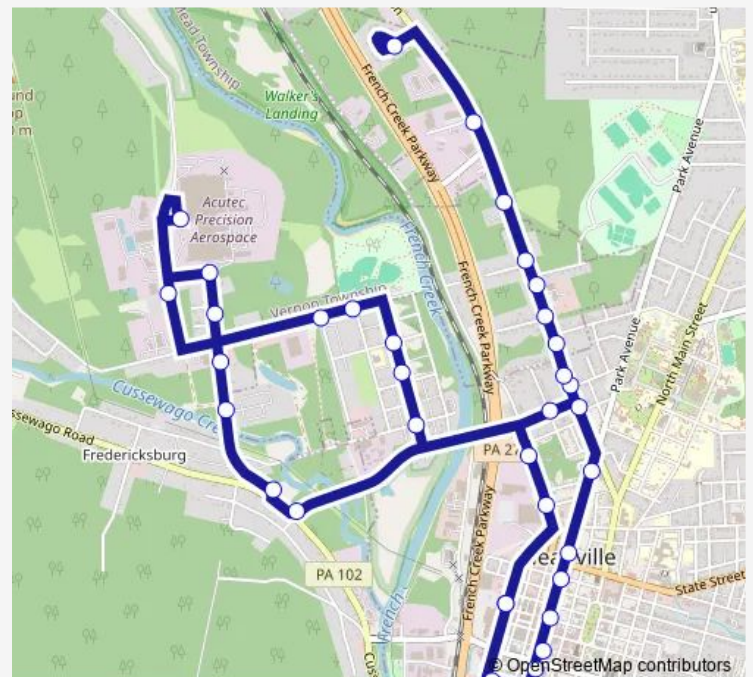 Mead Township
Walker's
Landing
French Creek Parkway
Park Avenue
Acutec
Precision
Aerospace
French Creek
French Creek Parkway
Vernon Township
Park Avenue
North Main Street
Cussewago
Cussewago Road
Fredericksburg
PA 27
French Creek Parkway
PA 102
State Street
French
© OpenStreetMap contributors